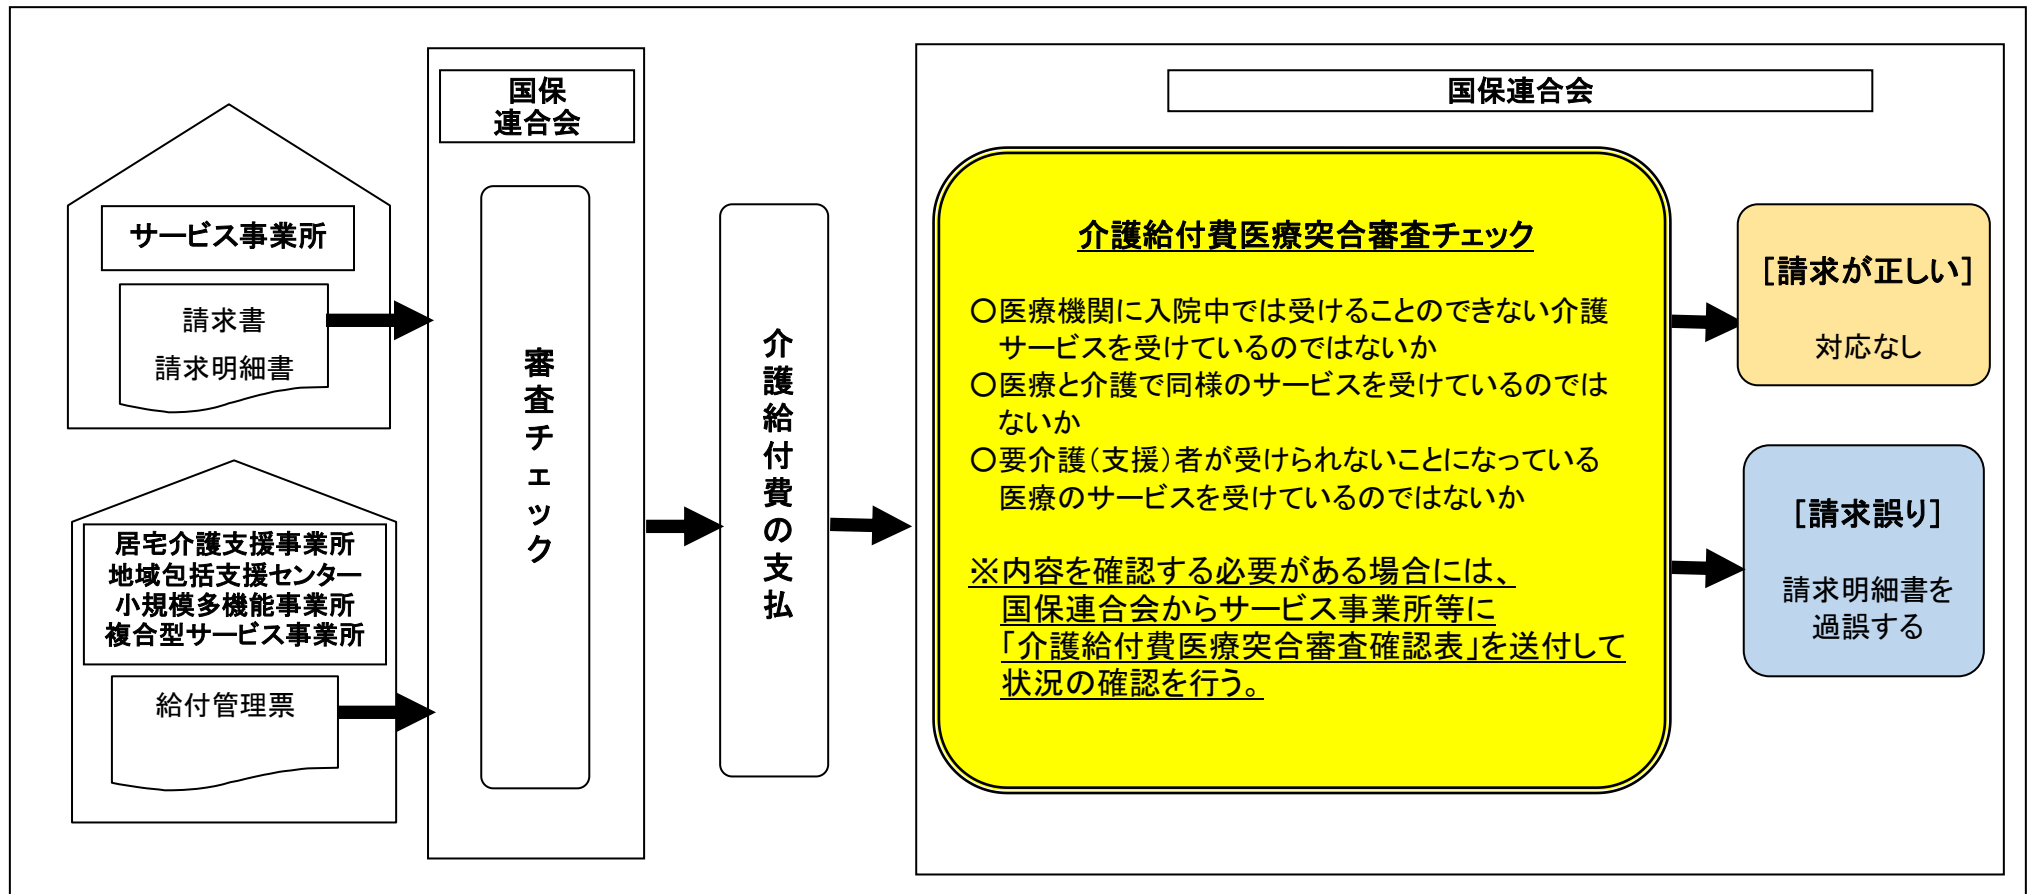 サービス事業所
請求書
請求明細書
居宅介護支援事業所
地域包括支援センター
小規模多機能事業所
複合型サービス事業所
給付管理票
国保
連合会
審査チェック
介護給付費の支払
国保連合会
介護給付費医療突合審査チェック
○医療機関に入院中では受けることのできない介護
サービスを受けているのではないか
○医療と介護で同様のサービスを受けているのでは
ないか
○要介護(支援)者が受けられないことになっている
医療のサービスを受けているのではないか
※内容を確認する必要がある場合には、
国保連合会からサービス事業所等に
「介護給付費医療突合審査確認表」を送付して
状況の確認を行う。
[請求が正しい]
対応なし
[請求誤り]
請求明細書を
過誤する